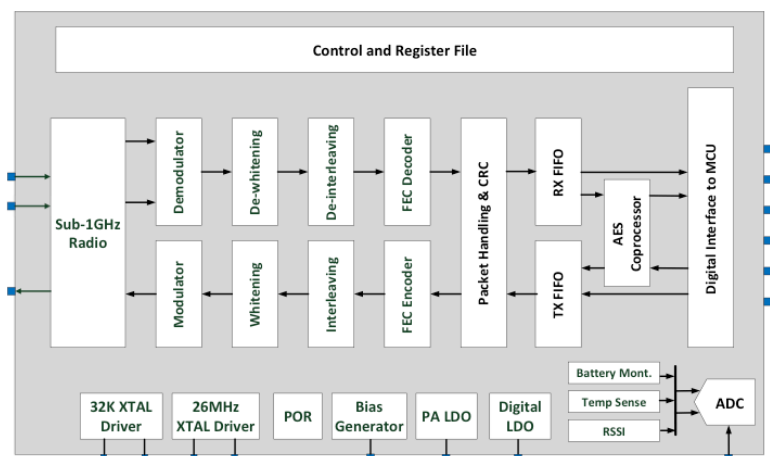 Control and Register File
Sub-1GHz
Radio
Demodulator
De-whitening
De-interleaving
FEC Decoder
Packet Handling & CRC
RX FIFO
AES
Coprocessor
Digital Interface to MCU
Modulator
Whitening
Interleaving
FEC Encoder
TX FIFO
32K XTAL
Driver
26MHz
XTAL Driver
POR
Bias
Generator
PA LDO
Digital
LDO
Battery Mont.
Temp Sense
RSSI
ADC